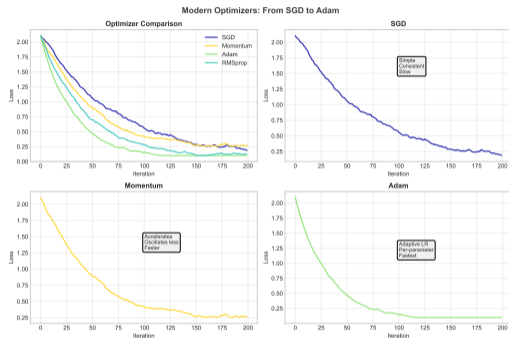 Modern Optimizers: From SGD to Adam
Optimizer Comparison
Loss
2.00
1.75
1.50
1.25
1.00
0.75
0.50
0.25
0.00
SGD
Momentum
Adam
RMSprop
0 25 50 75 100 125 150 175 200
Iteration
SGD
Loss
2.00
1.75
1.50
1.25
1.00
0.75
0.50
0.25
Simple
Consistent
Slow
0 25 50 75 100 125 150 175 200
Iteration
Momentum
Loss
2.00
1.75
1.50
1.25
1.00
0.75
0.50
0.25
Accelerates
Oscillates less
Faster
0 25 50 75 100 125 150 175 200
Iteration
Adam
Loss
2.00
1.75
1.50
1.25
1.00
0.75
0.50
0.25
Adaptive LR
Per-parameter
Fastest
0 25 50 75 100 125 150 175 200
Iteration